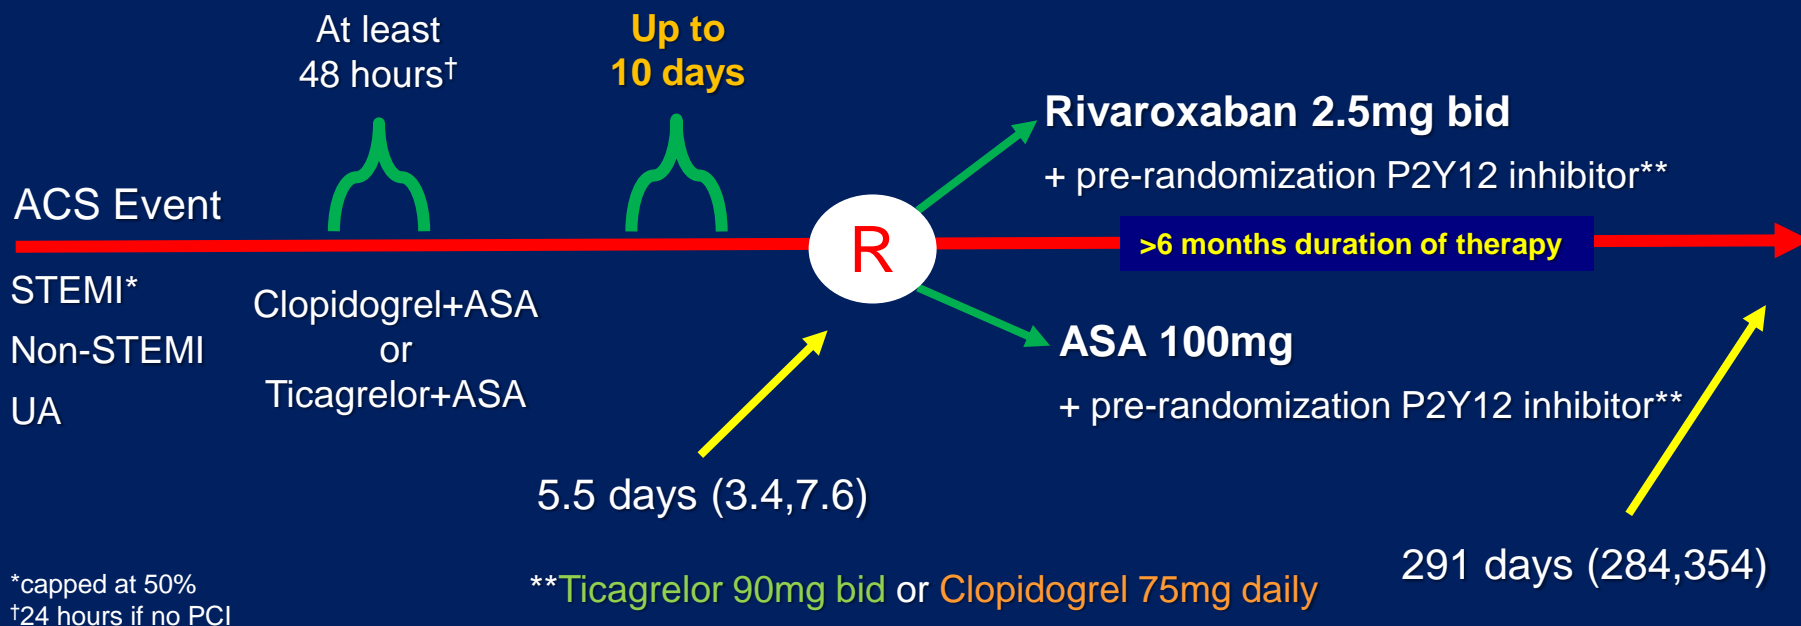 At least
48 hours†
Up to
10 days
Rivaroxaban 2.5mg bid
+ pre-randomization P2Y12 inhibitor**
ACS Event
R
>6 months duration of therapy
STEMI*
Non-STEMI
UA
Clopidogrel+ASA
or
Ticagrelor+ASA
ASA 100mg
+ pre-randomization P2Y12 inhibitor**
5.5 days (3.4,7.6)
291 days (284,354)
*capped at 50%
†24 hours if no PCI
**Ticagrelor 90mg bid or Clopidogrel 75mg daily